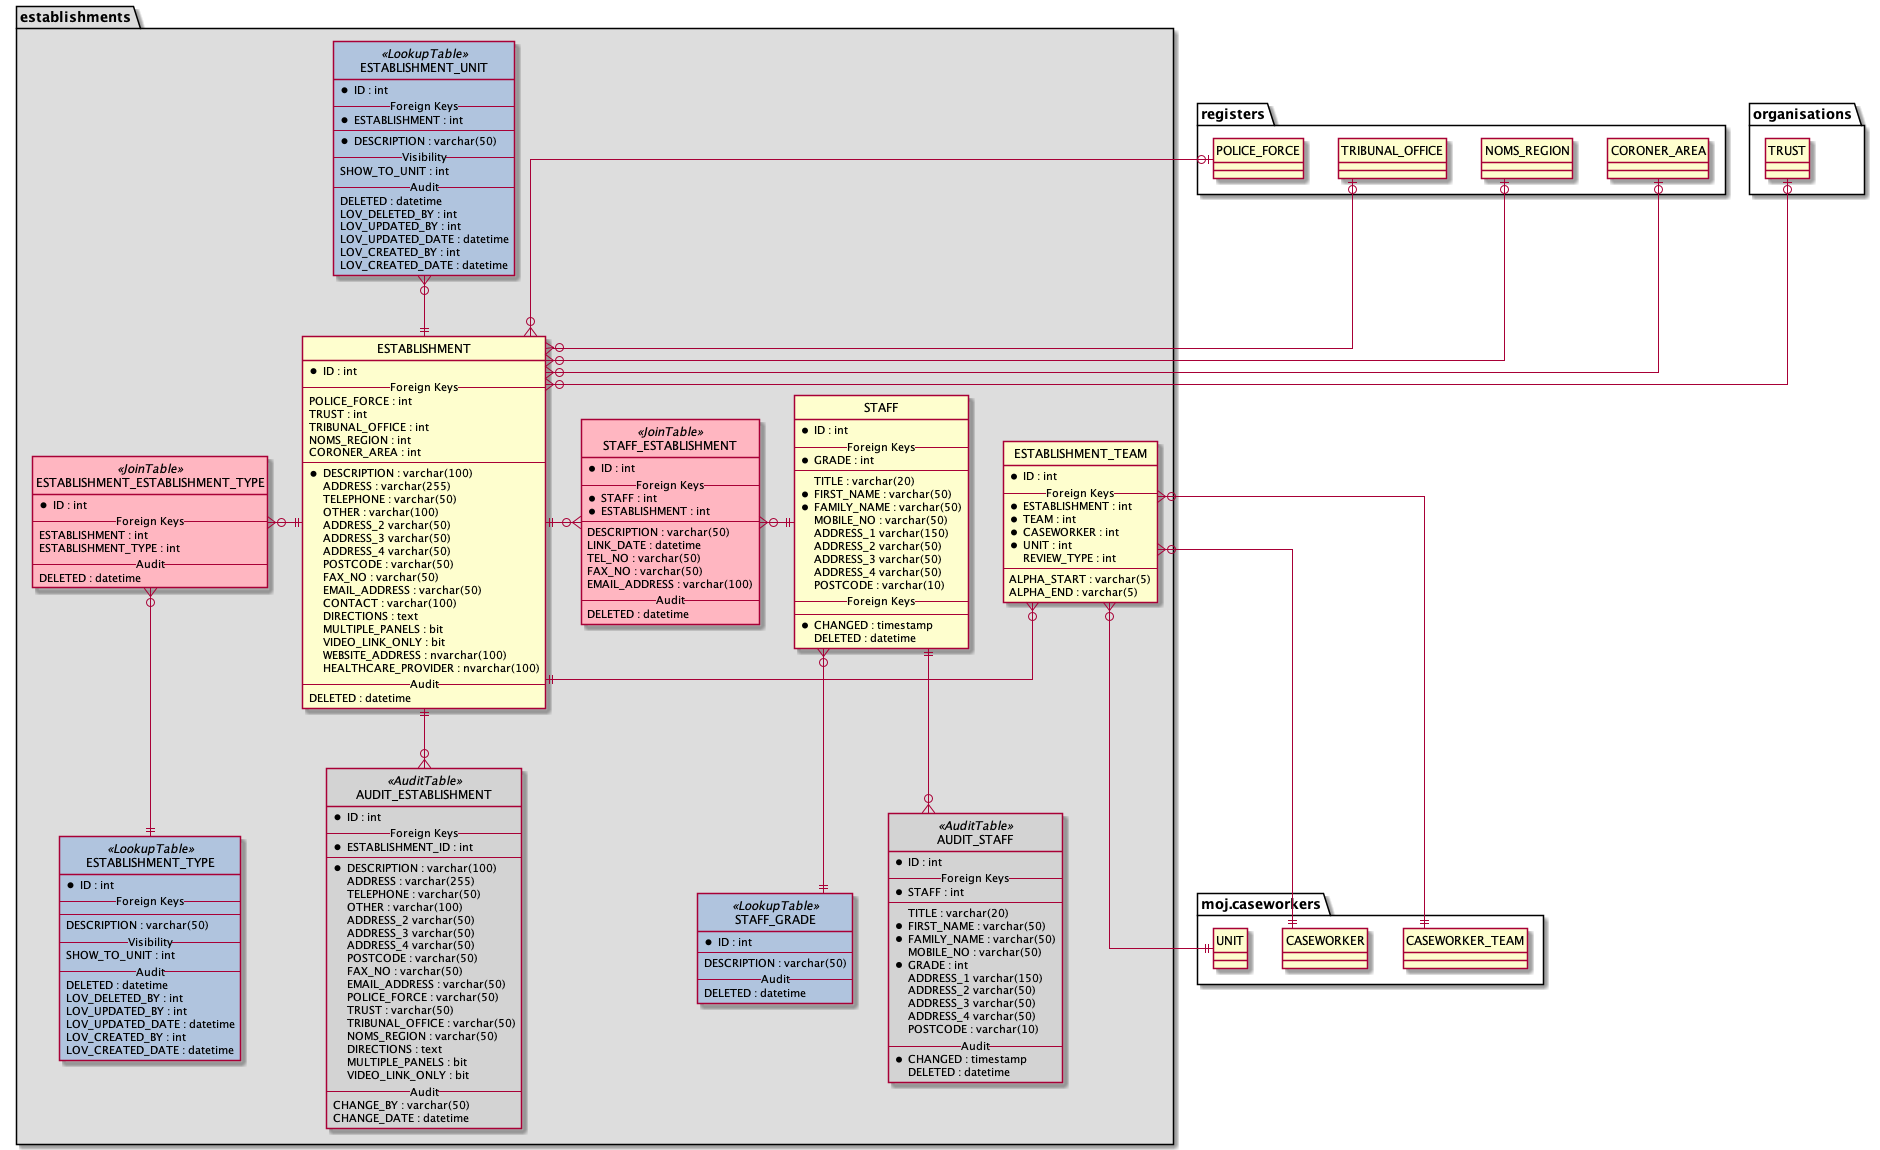 establishments
«LookupTable»
ESTABLISHMENT_UNIT
ID : int
Foreign Keys
ESTABLISHMENT : int
DESCRIPTION : varchar(50)
Visibility
SHOW_TO_UNIT : int
Audit
DELETED : datetime
LOV_DELETED_BY : int
LOV_UPDATED_BY : int
LOV_UPDATED_DATE : datetime
LOV_CREATED_BY : int
LOV_CREATED_DATE : datetime
registers
POLICE_FORCE
TRIBUNAL_OFFICE
NOMS_REGION
CORONER_AREA
organisations
TRUST
ESTABLISHMENT
ID : int
Foreign Keys
POLICE_FORCE : int
TRUST : int
TRIBUNAL_OFFICE : int
NOMS_REGION : int
CORONER_AREA : int
DESCRIPTION : varchar(100)
ADDRESS : varchar(255)
TELEPHONE : varchar(50)
OTHER : varchar(100)
ADDRESS_2 varchar(50)
ADDRESS_3 varchar(50)
ADDRESS_4 varchar(50)
POSTCODE : varchar(50)
FAX_NO : varchar(50)
EMAIL_ADDRESS : varchar(50)
CONTACT : varchar(100)
DIRECTIONS : text
MULTIPLE_PANELS : bit
VIDEO_LINK_ONLY : bit
WEBSITE_ADDRESS : nvarchar(100)
HEALTHCARE_PROVIDER : nvarchar(100)
Audit
DELETED : datetime
«JoinTable»
ESTABLISHMENT_ESTABLISHMENT_TYPE
ID : int
Foreign Keys
ESTABLISHMENT : int
ESTABLISHMENT_TYPE : int
Audit
DELETED : datetime
«JoinTable»
STAFF_ESTABLISHMENT
ID : int
Foreign Keys
STAFF : int
ESTABLISHMENT : int
DESCRIPTION : varchar(50)
LINK_DATE : datetime
TEL_NO : varchar(50)
FAX_NO : varchar(50)
EMAIL_ADDRESS : varchar(100)
Audit
DELETED : datetime
STAFF
ID : int
Foreign Keys
GRADE : int
TITLE : varchar(20)
FIRST_NAME : varchar(50)
FAMILY_NAME : varchar(50)
MOBILE_NO : varchar(50)
ADDRESS_1 varchar(150)
ADDRESS_2 varchar(50)
ADDRESS_3 varchar(50)
ADDRESS_4 varchar(50)
POSTCODE : varchar(10)
Foreign Keys
CHANGED : timestamp
DELETED : datetime
ESTABLISHMENT_TEAM
ID : int
Foreign Keys
ESTABLISHMENT : int
TEAM : int
CASEWORKER : int
UNIT : int
REVIEW_TYPE : int
ALPHA_START : varchar(5)
ALPHA_END : varchar(5)
«LookupTable»
ESTABLISHMENT_TYPE
ID : int
Foreign Keys
DESCRIPTION : varchar(50)
Visibility
SHOW_TO_UNIT : int
Audit
DELETED : datetime
LOV_DELETED_BY : int
LOV_UPDATED_BY : int
LOV_UPDATED_DATE : datetime
LOV_CREATED_BY : int
LOV_CREATED_DATE : datetime
«AuditTable»
AUDIT_ESTABLISHMENT
ID : int
Foreign Keys
ESTABLISHMENT_ID : int
DESCRIPTION : varchar(100)
ADDRESS : varchar(255)
TELEPHONE : varchar(50)
OTHER : varchar(100)
ADDRESS_2 varchar(50)
ADDRESS_3 varchar(50)
ADDRESS_4 varchar(50)
POSTCODE : varchar(50)
FAX_NO : varchar(50)
EMAIL_ADDRESS : varchar(50)
POLICE_FORCE : varchar(50)
TRUST : varchar(50)
TRIBUNAL_OFFICE : varchar(50)
NOMS_REGION : varchar(50)
DIRECTIONS : text
MULTIPLE_PANELS : bit
VIDEO_LINK_ONLY : bit
Audit
CHANGE_BY : varchar(50)
CHANGE_DATE : datetime
«LookupTable»
STAFF_GRADE
ID : int
DESCRIPTION : varchar(50)
Audit
DELETED : datetime
«AuditTable»
AUDIT_STAFF
ID : int
Foreign Keys
STAFF : int
TITLE : varchar(20)
FIRST_NAME : varchar(50)
FAMILY_NAME : varchar(50)
MOBILE_NO : varchar(50)
GRADE : int
ADDRESS_1 varchar(150)
ADDRESS_2 varchar(50)
ADDRESS_3 varchar(50)
ADDRESS_4 varchar(50)
POSTCODE : varchar(10)
Audit
CHANGED : timestamp
DELETED : datetime
moj.caseworkers
UNIT
CASEWORKER
CASEWORKER_TEAM